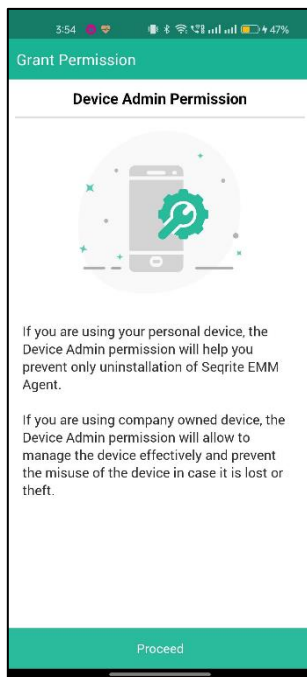 3:54 47%
Grant Permission
Device Admin Permission
If you are using your personal device, the
Device Admin permission will help you
prevent only uninstallation of Seqrite EMM
Agent.
If you are using company owned device, the
Device Admin permission will allow to
manage the device effectively and prevent
the misuse of the device in case it is lost or
theft.
Proceed